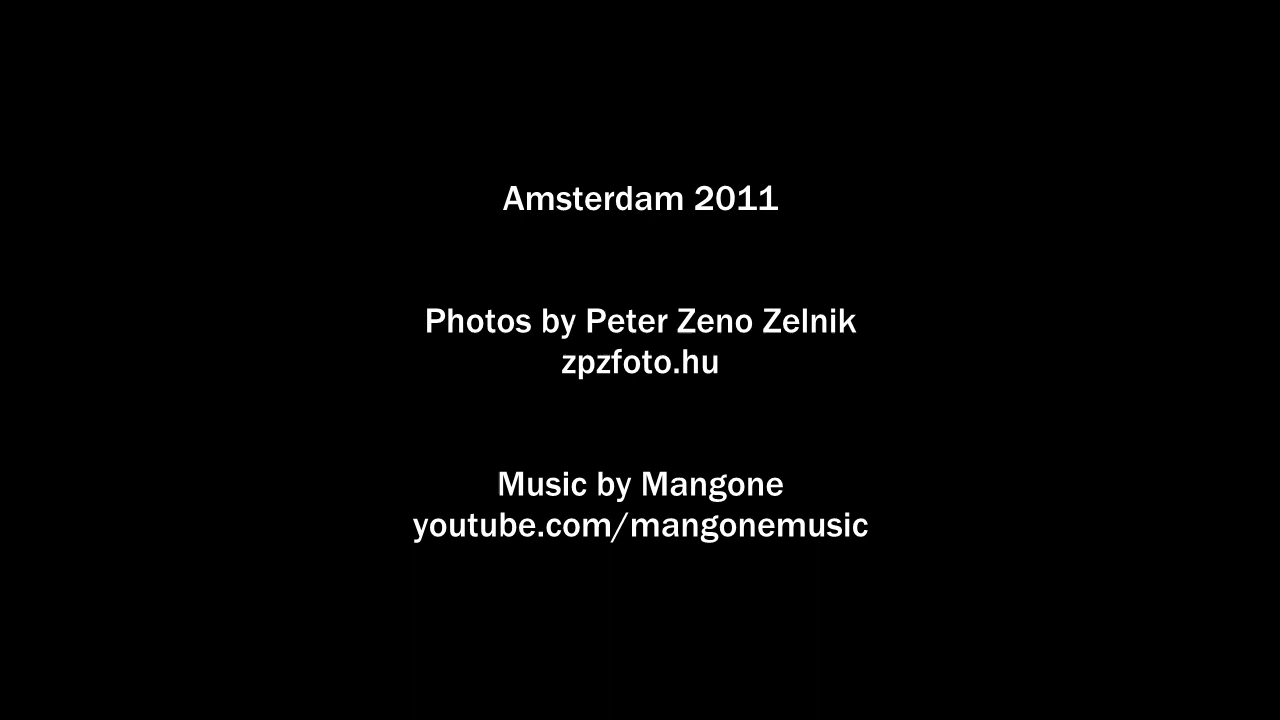 Amsterdam 2011
Photos by Peter Zeno Zelnik
zpzfoto.hu
Music by Mangone
youtube.com/mangonemusic